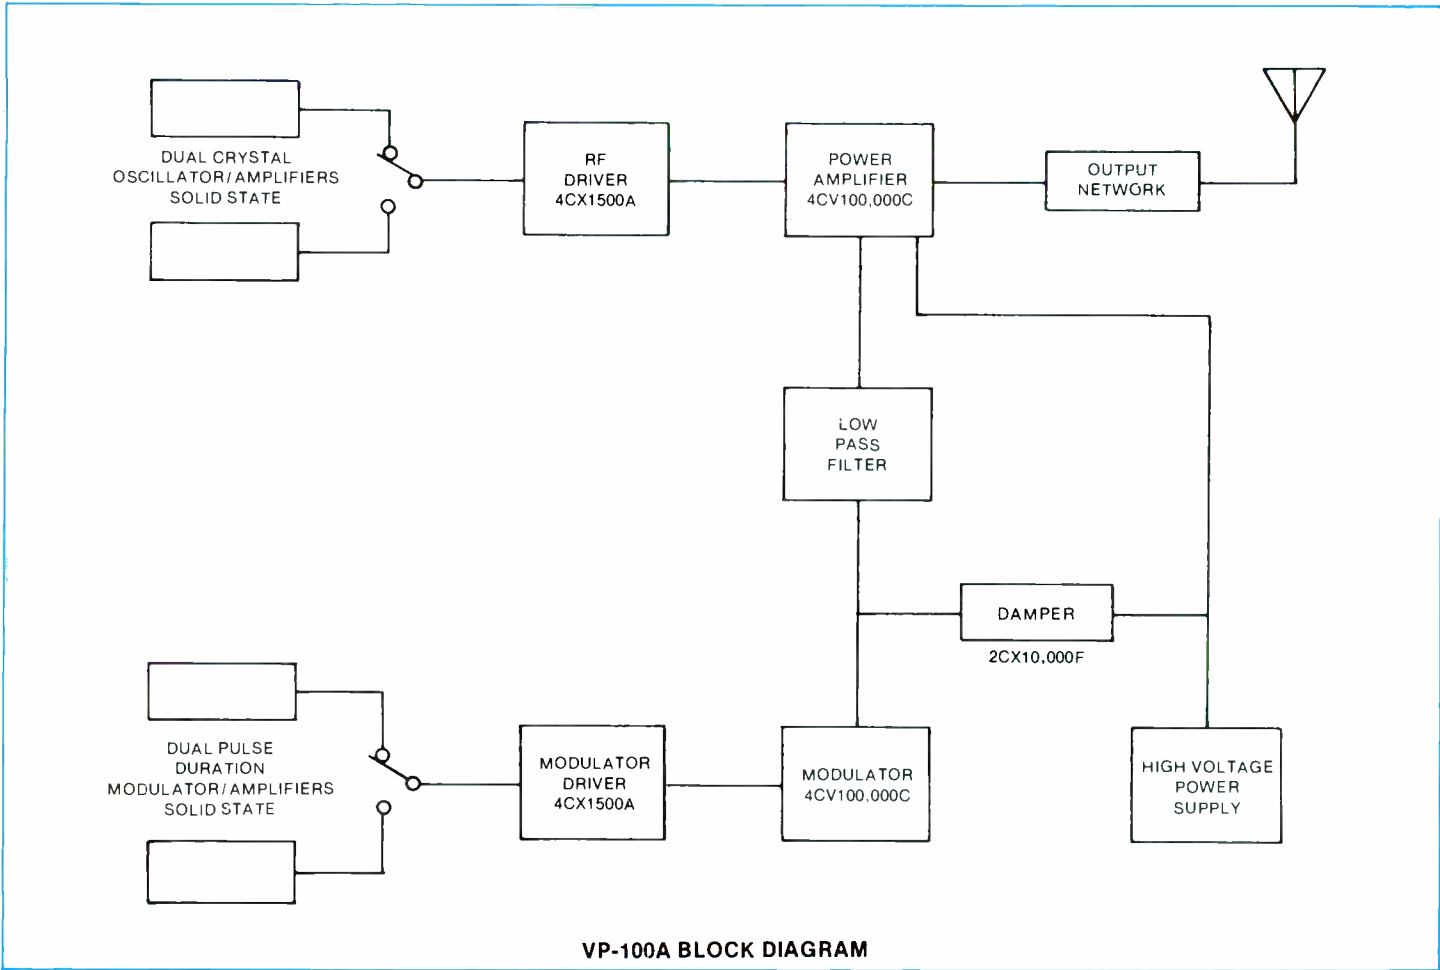 DUAL CRYSTAL
OSCILLATOR/AMPLIFIERS
SOLID STATE
RF
DRIVER
4CX1500A
POWER
AMPLIFIER
4CV100,000C
OUTPUT
NETWORK
LOW
PASS
FILTER
DAMPER
2CX10,000F
DUAL PULSE
DURATION
MODULATOR/AMPLIFIERS
SOLID STATE
MODULATOR
DRIVER
4CX1500A
MODULATOR
4CV100,000C
HIGH VOLTAGE
POWER
SUPPLY
VP-100A BLOCK DIAGRAM